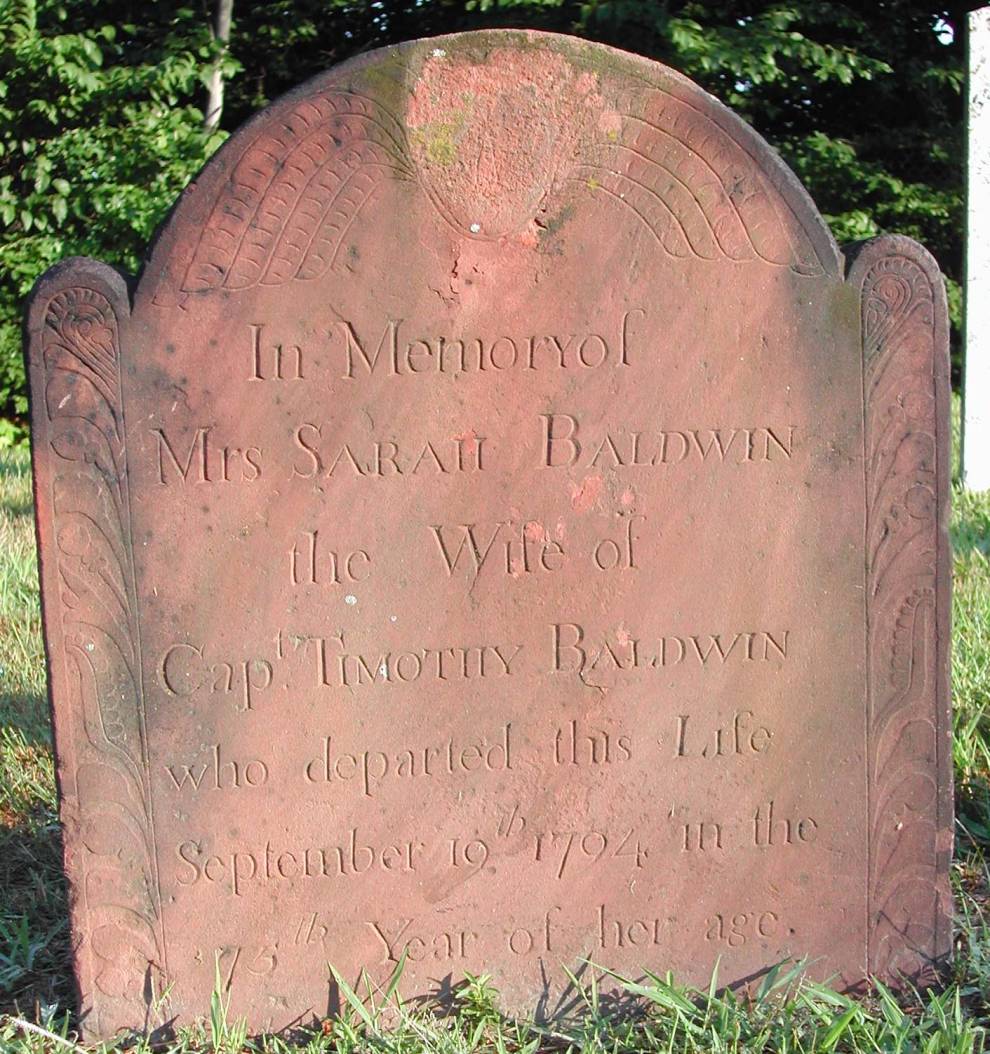 In Memory of
Mrs SARAH BALDWIN
the Wife of
Capt. TIMOTHY BALDWIN
who departed this Life
September 19th 1794 in the
75th Year of her age.